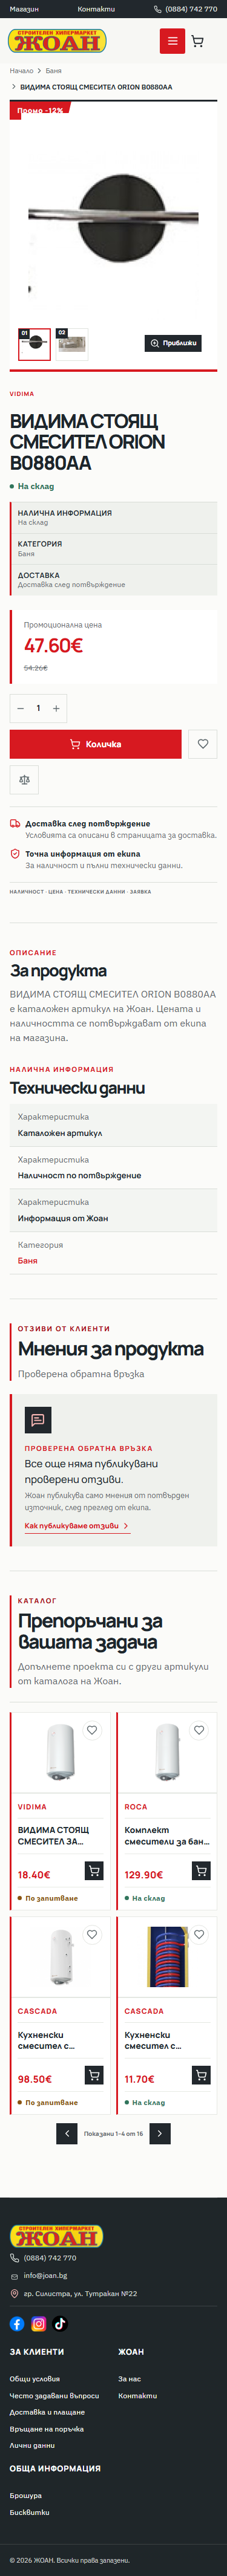 Магазин
Контакти
(0884) 742 770
СТРОИТЕЛЕН ХИПЕРМАРКЕТ
ЖОАН
Начало > Баня
> ВИДИМА СТОЯЩ СМЕСИТЕЛ ORION B0880AA
Промо -12%
01
02
Приближи
VIDIMA
ВИДИМА СТОЯЩ
СМЕСИТЕЛ ORION
B0880AA
На склад
НАЛИЧНА ИНФОРМАЦИЯ
На склад
КАТЕГОРИЯ
Баня
ДОСТАВКА
Доставка след потвърждение
Промоционална цена
47.60€
54.26€
− 1 +
Количка
Доставка след потвърждение
Условията са описани в страницата за доставка.
Точна информация от екипа
За наличност и пълни технически данни.
НАЛИЧНОСТ · ЦЕНА · ТЕХНИЧЕСКИ ДАННИ · ЗАЯВКА
ОПИСАНИЕ
За продукта
ВИДИМА СТОЯЩ СМЕСИТЕЛ ORION B0880AA
е каталожен артикул на Жоан. Цената и
наличността се потвърждават от екипа
на магазина.
НАЛИЧНА ИНФОРМАЦИЯ
Технически данни
Характеристика
Каталожен артикул
Характеристика
Наличност по потвърждение
Характеристика
Информация от Жоан
Категория
Баня
ОТЗИВИ ОТ КЛИЕНТИ
Мнения за продукта
Проверена обратна връзка
ПРОВЕРЕНА ОБРАТНА ВРЪЗКА
Все още няма публикувани
проверени отзиви.
Жоан публикува само мнения от потвърден
източник, след преглед от екипа.
Как публикуваме отзиви >
КАТАЛОГ
Препоръчани за
вашата задача
Допълнете проекта си с други артикули
от каталога на Жоан.
VIDIMA
ВИДИМА СТОЯЩ
СМЕСИТЕЛ ЗА...
18.40€
По запитване
ROCA
Комплект
смесители за бан...
129.90€
На склад
CASCADA
Кухненски
смесител с...
98.50€
По запитване
CASCADA
Кухненски
смесител с...
11.70€
На склад
Показани 1–4 от 16
СТРОИТЕЛЕН ХИПЕРМАРКЕТ
ЖОАН
(0884) 742 770
info@joan.bg
гр. Силистра, ул. Тутракан №22
ЗА КЛИЕНТИ
Общи условия
Често задавани въпроси
Доставка и плащане
Връщане на поръчка
Лични данни
ЖОАН
За нас
Контакти
ОБЩА ИНФОРМАЦИЯ
Брошура
Бисквитки
© 2026 ЖОАН. Всички права запазени.